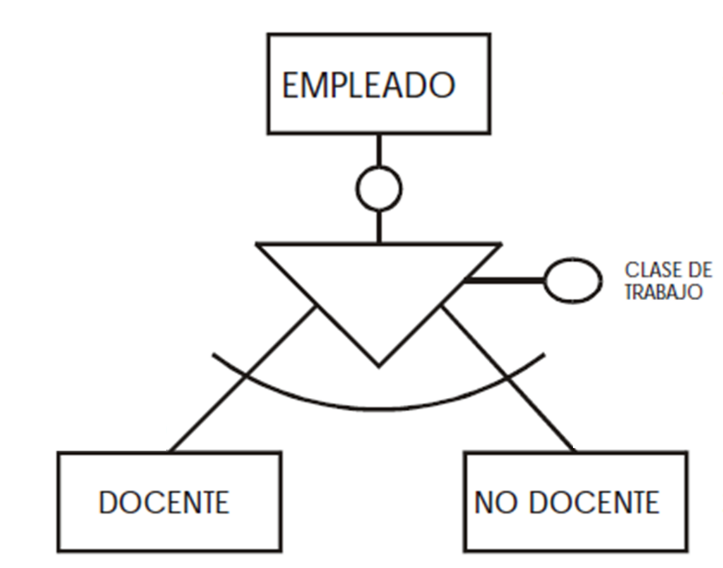 EMPLEADO
CLASE DE
TRABAJO
DOCENTE
NO DOCENTE